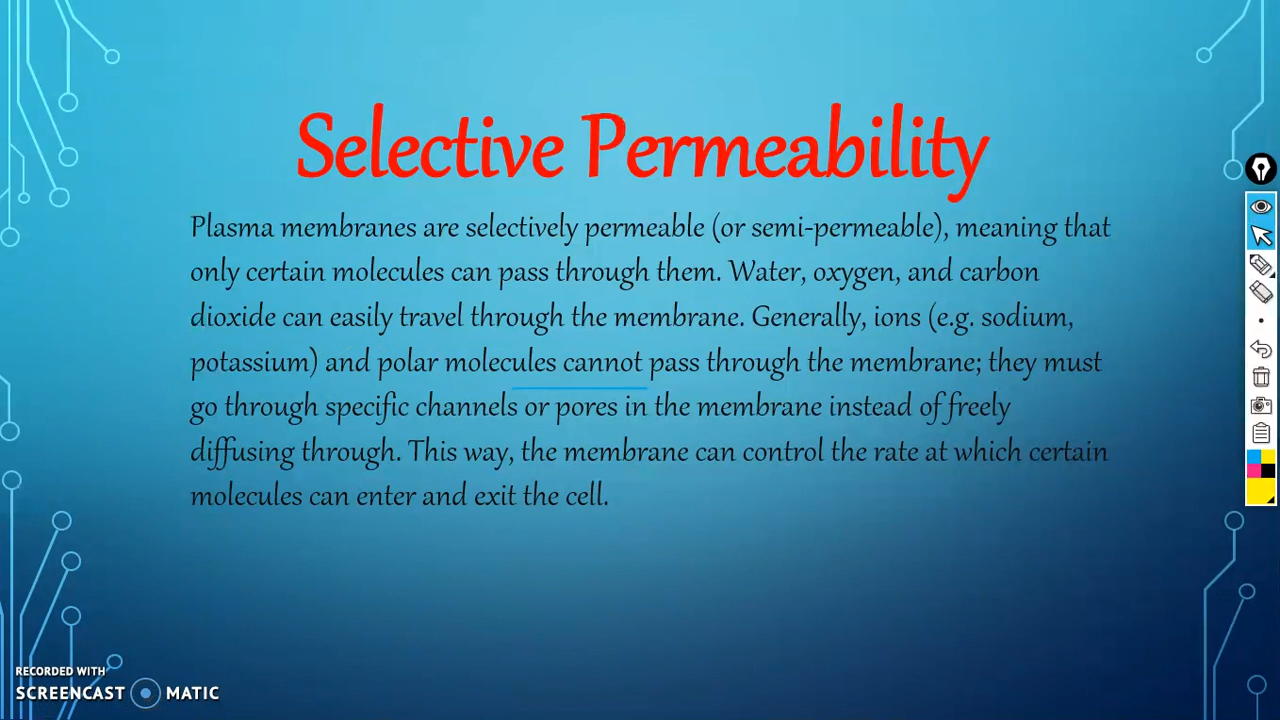 Selective Permeability
Plasma membranes are selectively permeable (or semi-permeable), meaning that
only certain molecules can pass through them. Water, oxygen, and carbon
dioxide can easily travel through the membrane. Generally, ions (e.g. sodium,
potassium) and polar molecules cannot pass through the membrane; they must
go through specific channels or pores in the membrane instead of freely
diffusing through. This way, the membrane can control the rate at which certain
molecules can enter and exit the cell.
RECORDED WITH
SCREENCAST MATIC